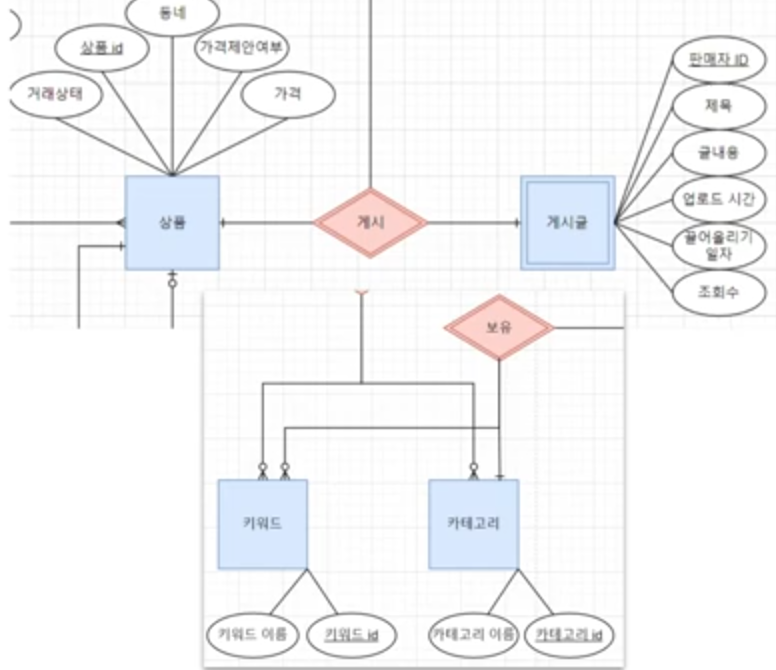 동네
상품 id
가격제안여부
거래상태
가격
상품
게시
게시글
판매자 ID
제목
글내용
업로드 시간
끌어올리기
일자
조회수
보유
키워드
카테고리
키워드 이름
키워드 id
카테고리 이름
카테고리 id